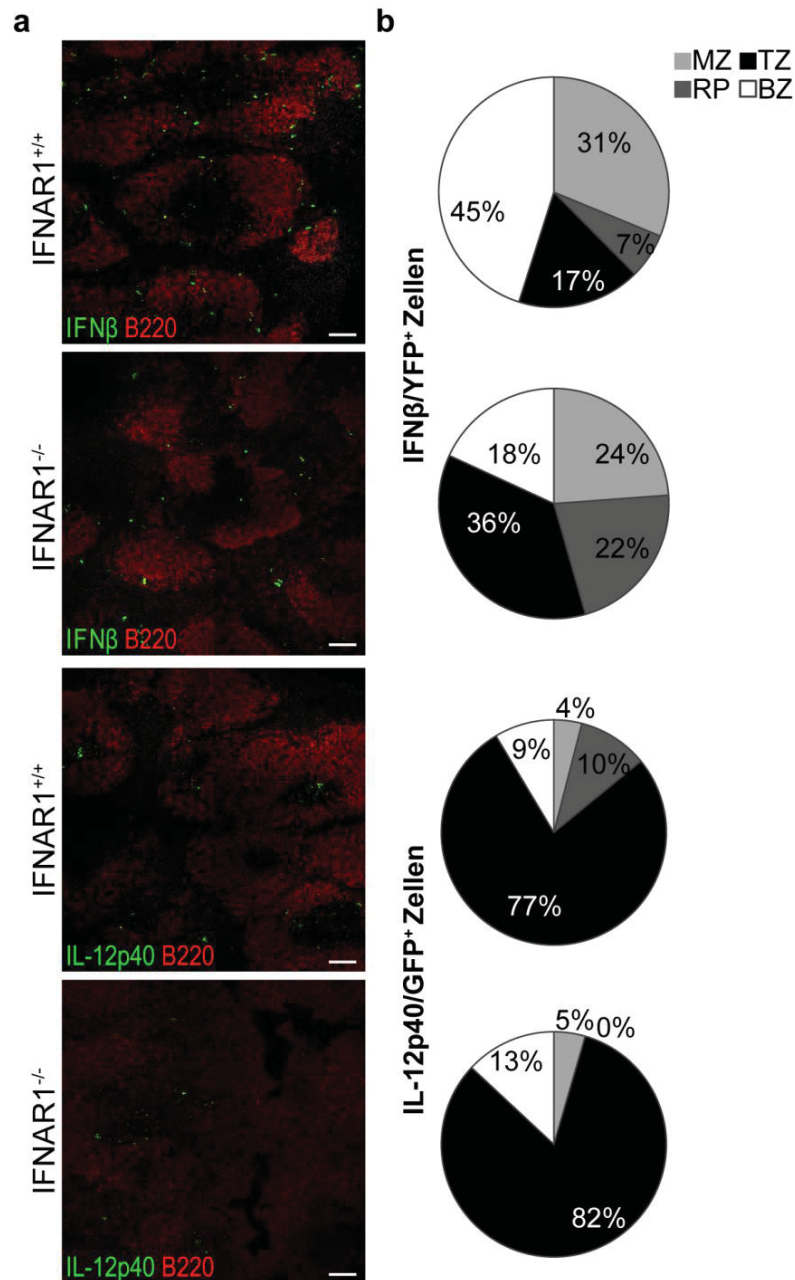 a
b
MZ TZ
RP BZ
IFNAR1+/+
IFNβ B220
IFNAR1-/-
IFNβ B220
IFNβ/YFP+ Zellen
31%
45%
7%
17%
18%
24%
36%
22%
IFNAR1+/+
IL-12p40 B220
IFNAR1-/-
IL-12p40 B220
IL-12p40/GFP+ Zellen
4%
9%
10%
77%
5% 0%
13%
82%